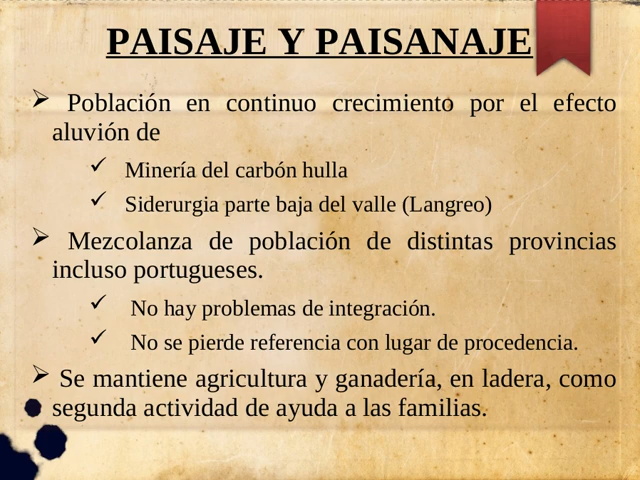 PAISAJE Y PAISANAJE
➢ Población en continuo crecimiento por el efecto
aluvión de
✓ Minería del carbón hulla
✓ Siderurgia parte baja del valle (Langreo)
➢ Mezcolanza de población de distintas provincias
incluso portugueses.
✓ No hay problemas de integración.
✓ No se pierde referencia con lugar de procedencia.
➢ Se mantiene agricultura y ganadería, en ladera, como
segunda actividad de ayuda a las familias.